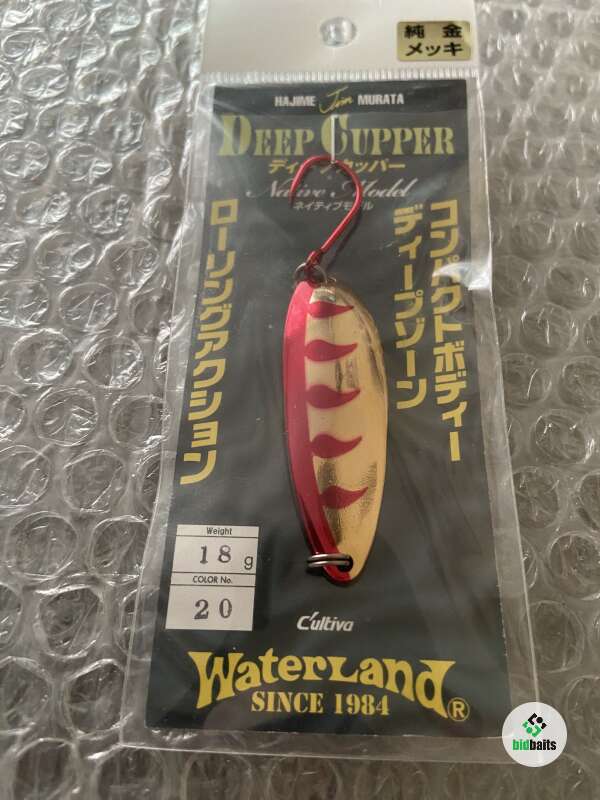 純金
メッキ
HAJIME Jim MURATA
DEEP CUPPER
ディープカッパー
Native Model
ネイティブモデル
コンパクトボディー
ディープゾーン
ローリングアクション
Weight
18 g
COLOR No.
20
C'ultiva
WATERLAND®
SINCE 1984
bidbaits